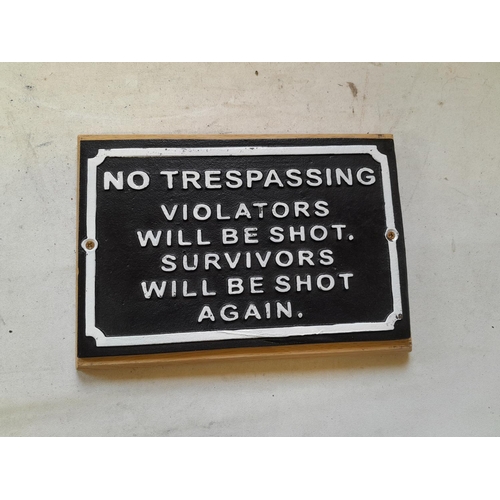 NO TRESPASSING
VIOLATORS
WILL BE SHOT.
SURVIVORS
WILL BE SHOT
AGAIN.